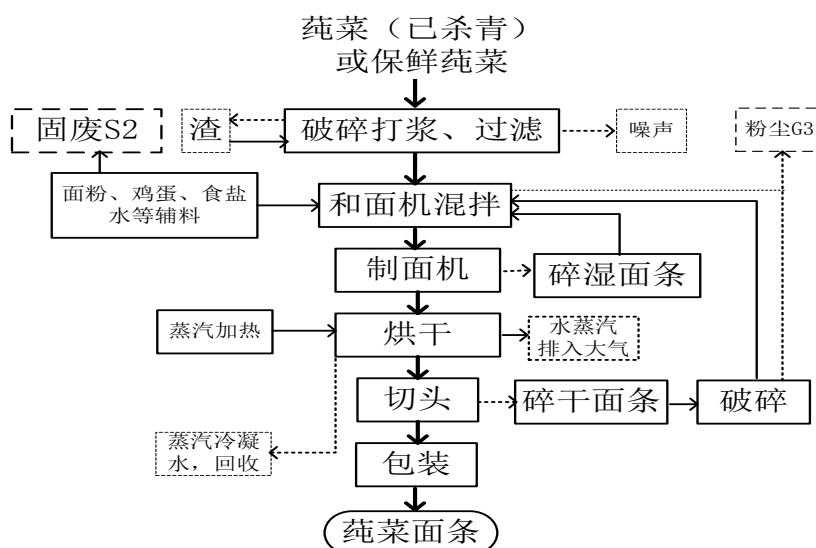 莼菜（已杀青）
或保鲜莼菜
固废S2
渣
破碎打浆、过滤
噪声
粉尘G3
面粉、鸡蛋、食盐
水等辅料
和面机混拌
制面机
碎湿面条
蒸汽加热
烘干
水蒸汽
排入大气
切头
碎干面条
破碎
蒸汽冷凝
水，回收
包装
莼菜面条